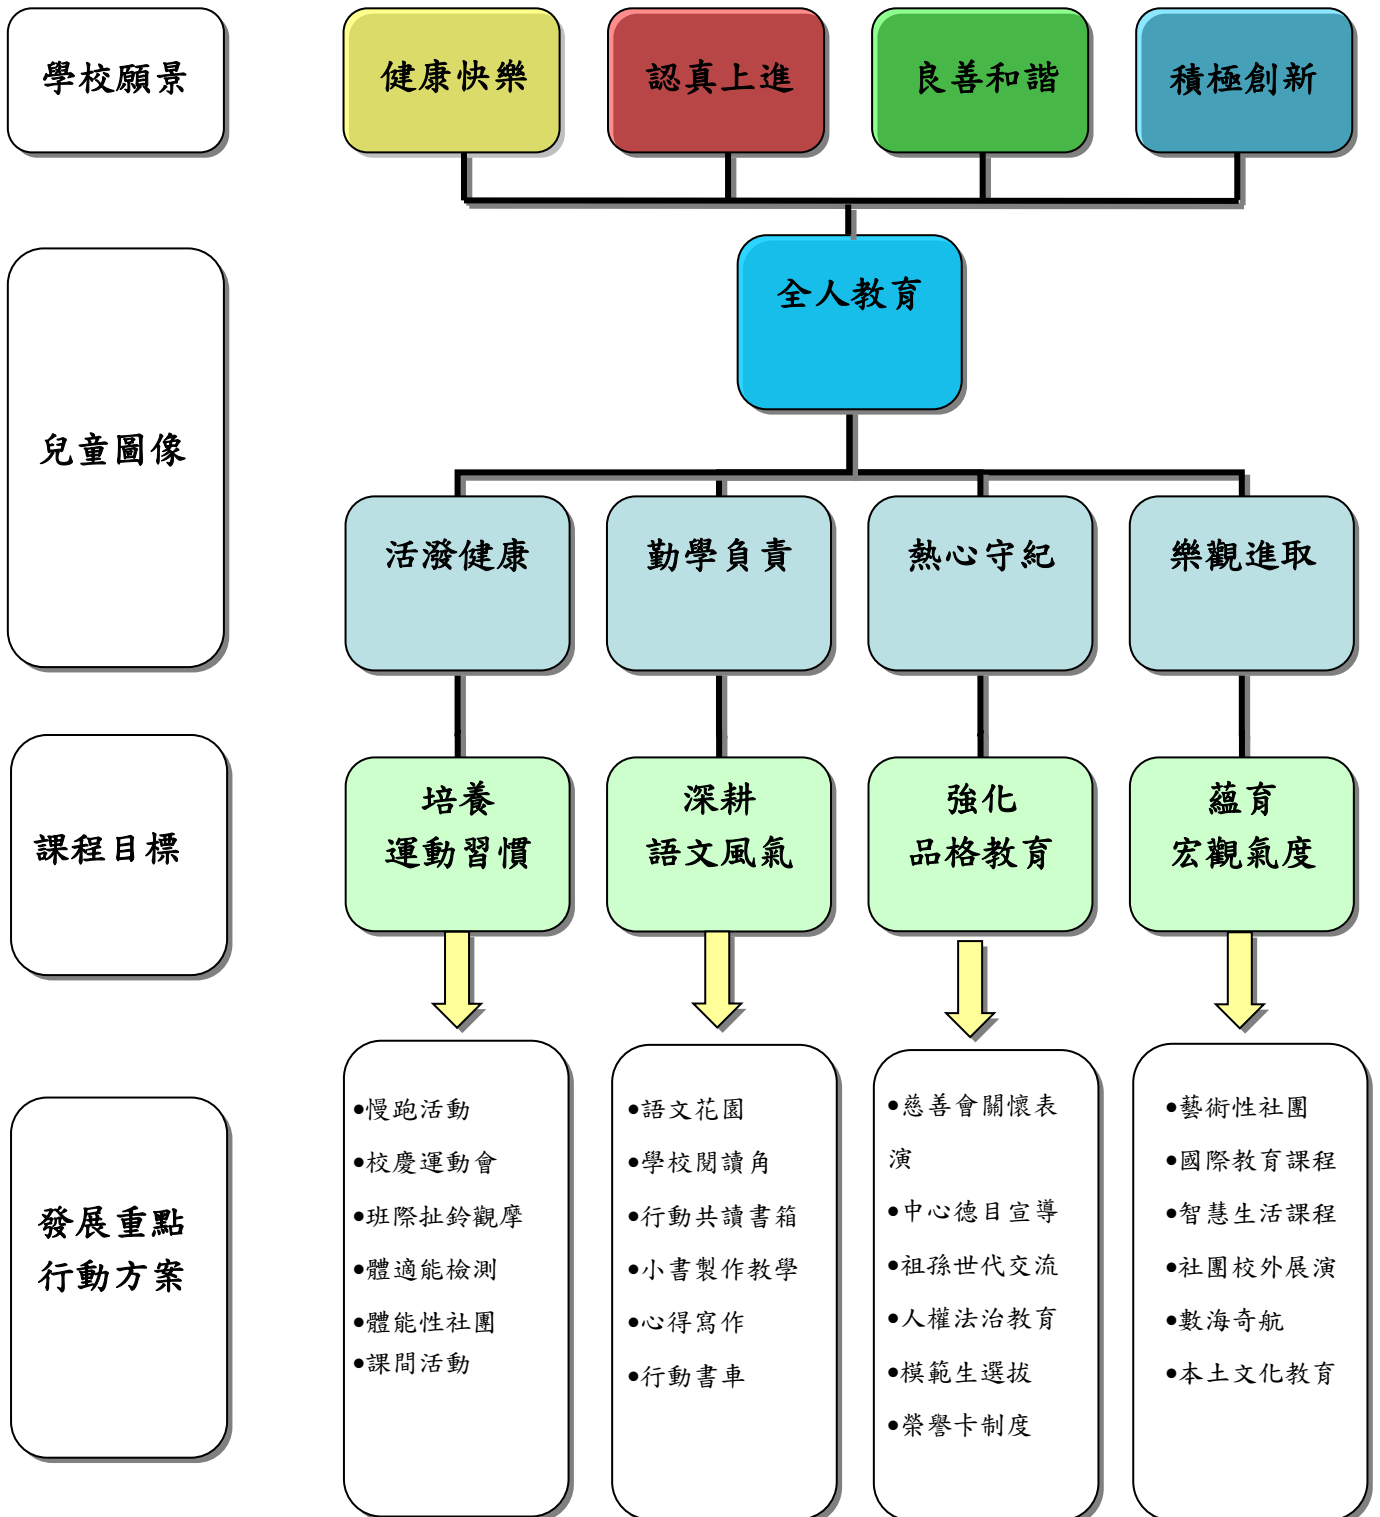 學校願景
健康快樂
認真上進
良善和諧
積極創新
全人教育
兒童圖像
活潑健康
勤學負責
熱心守紀
樂觀進取
課程目標
培養
運動習慣
深耕
語文風氣
強化
品格教育
蘊育
宏觀氣度
發展重點
行動方案
•慢跑活動
•校慶運動會
•班際扯鈴觀摩
•體適能檢測
•體能性社團
•課間活動
•語文花園
•學校閱讀角
•行動共讀書箱
•小書製作教學
•心得寫作
•行動書車
•慈善會關懷表
演
•中心德目宣導
•祖孫世代交流
•人權法治教育
•模範生選拔
•榮譽卡制度
•藝術性社團
•國際教育課程
•智慧生活課程
•社團校外展演
•數海奇航
•本土文化教育